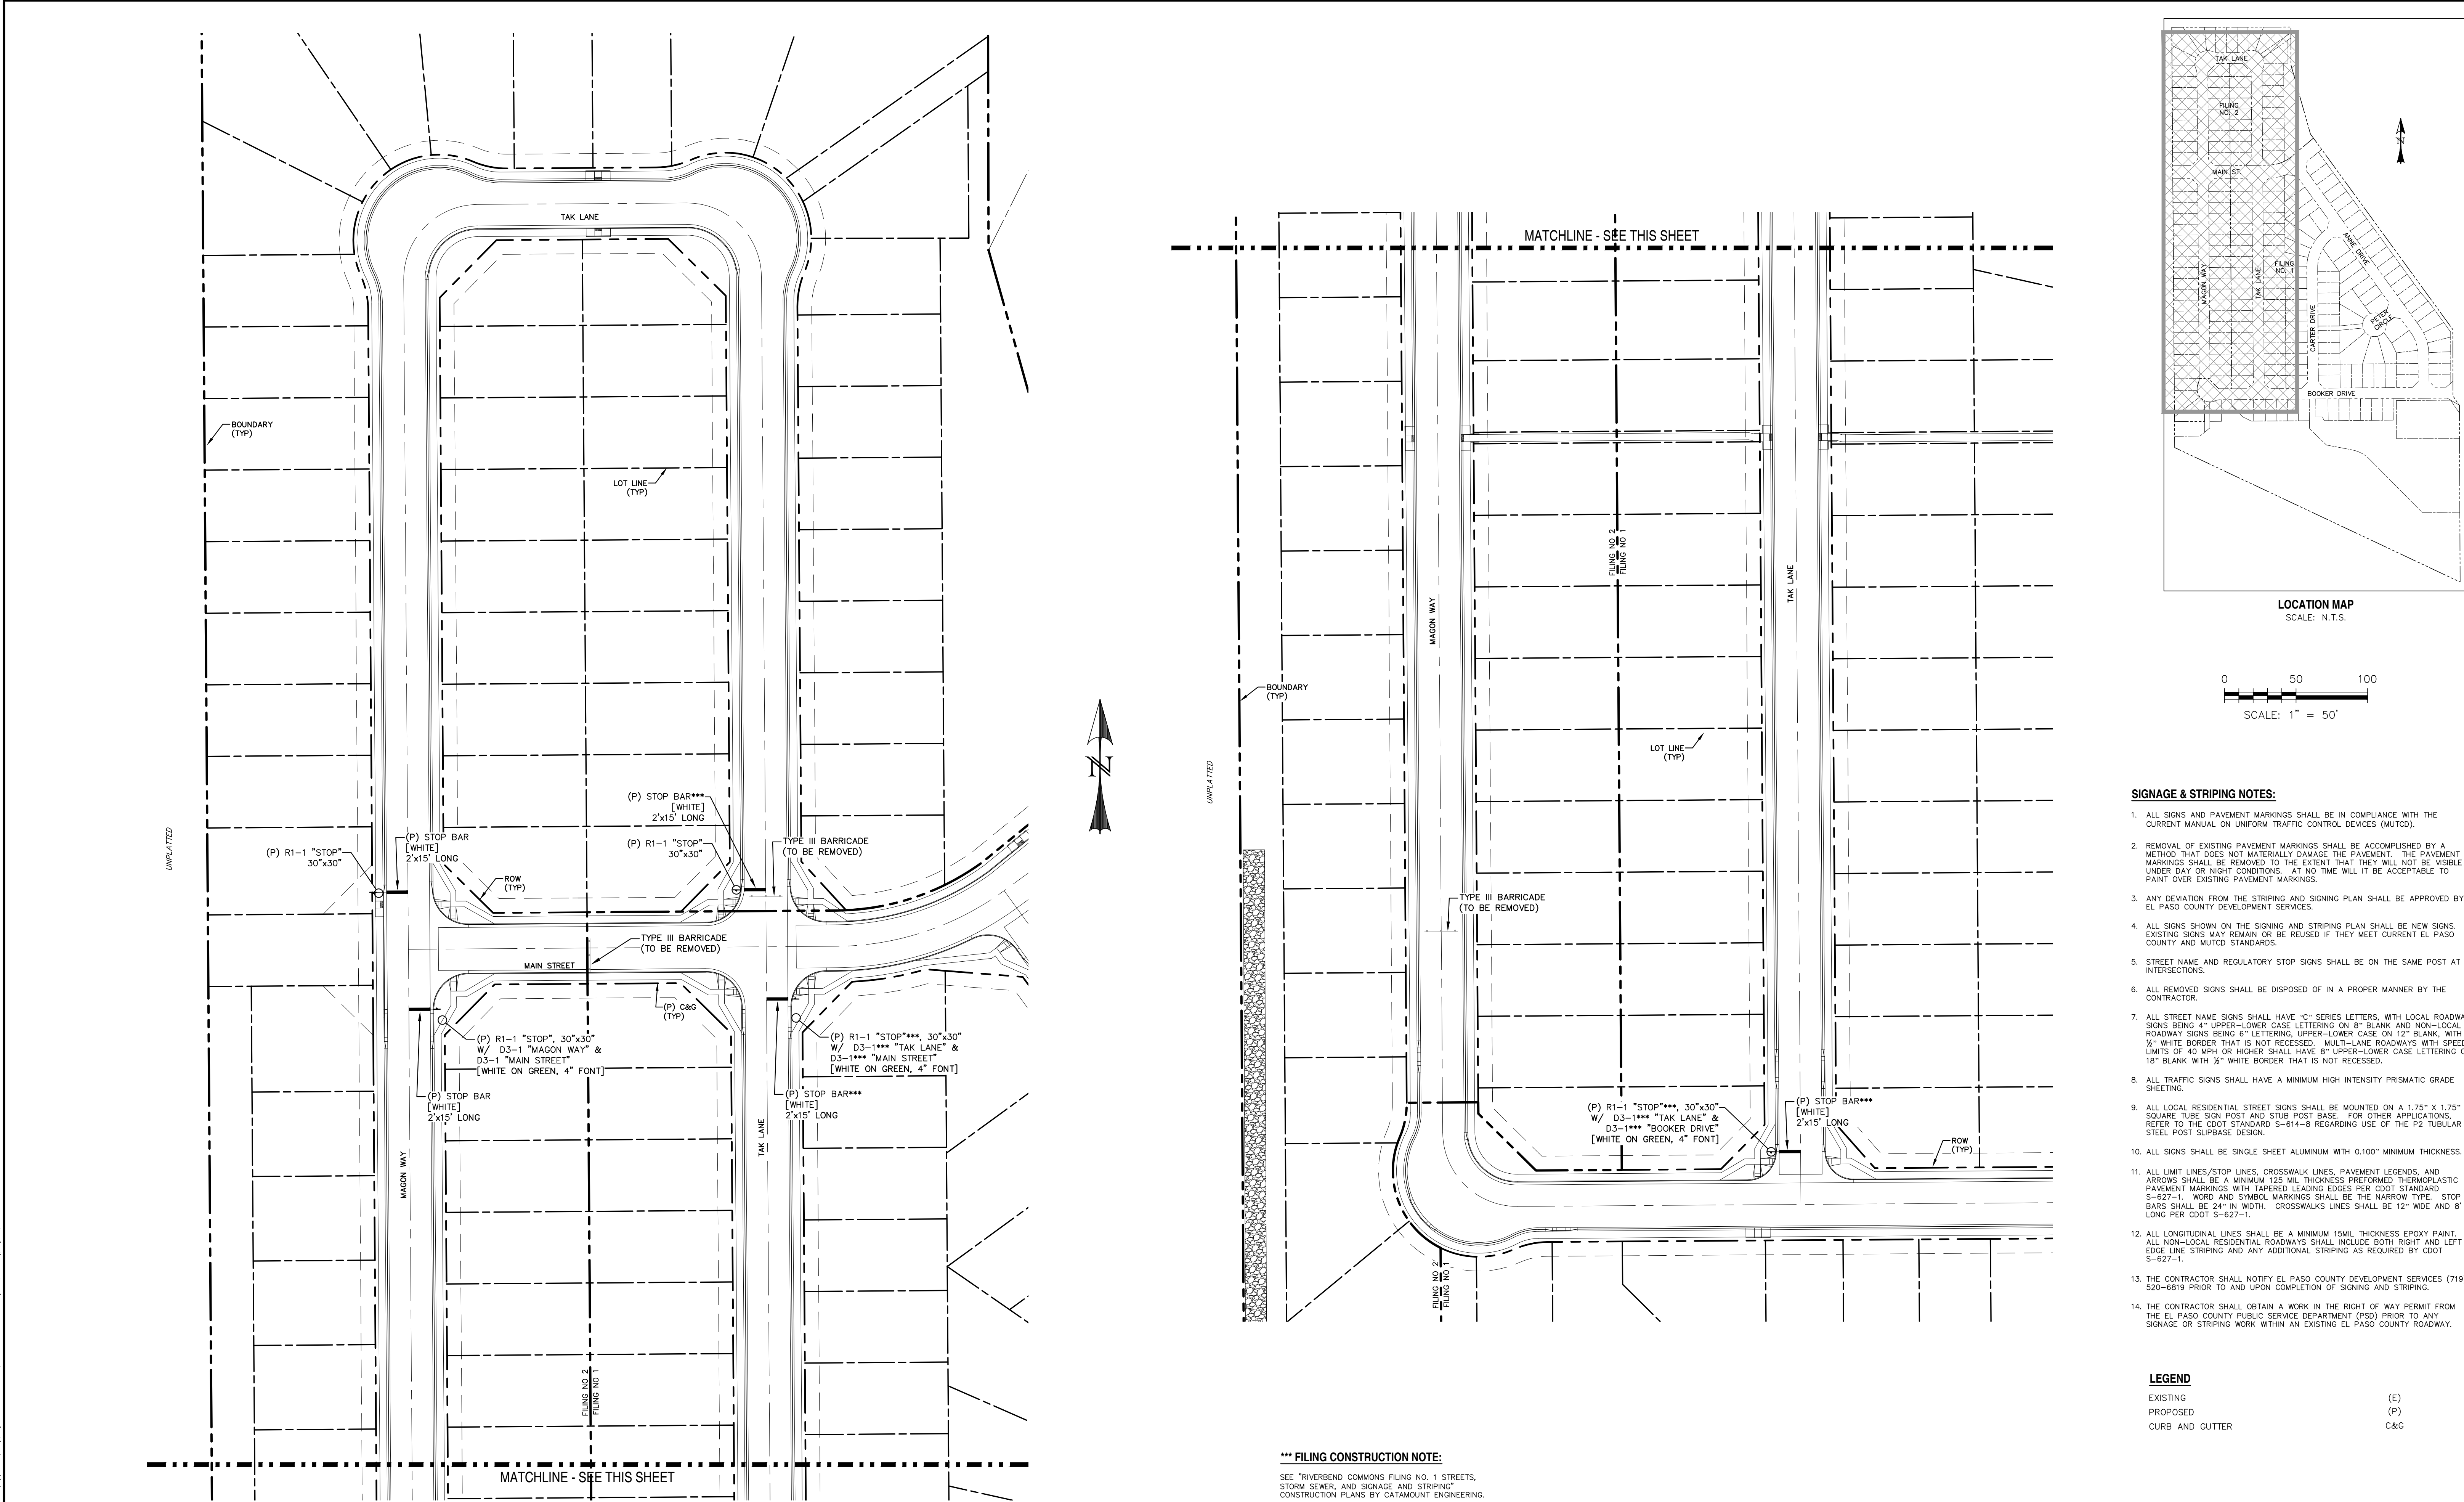 TAK LANE
BOUNDARY
(TYP)
LOT LINE
(TYP)
UNPLATTED
(P) STOP BAR***
[WHITE]
2'x15' LONG
(P) R1-1 "STOP"
30"x30"
(P) STOP BAR
[WHITE]
2'x15' LONG
(P) R1-1 "STOP"
30"x30"
TYPE III BARRICADE
(TO BE REMOVED)
ROW
(TYP)
TYPE III BARRICADE
(TO BE REMOVED)
MAIN STREET
(P) C&G
(TYP)
(P) R1-1 "STOP", 30"x30"
W/ D3-1 "MAGON WAY" &
D3-1 "MAIN STREET"
[WHITE ON GREEN, 4" FONT]
(P) R1-1 "STOP"***, 30"x30"
W/ D3-1*** "TAK LANE" &
D3-1*** "MAIN STREET"
[WHITE ON GREEN, 4" FONT]
(P) STOP BAR
[WHITE]
2'x15' LONG
(P) STOP BAR***
[WHITE]
2'x15' LONG
MAGON WAY
TAK LANE
FILING NO 2
FILING NO 1
MATCHLINE - SEE THIS SHEET
N
MATCHLINE - SEE THIS SHEET
FILING NO 2
FILING NO 1
MAGON WAY
TAK LANE
BOUNDARY
(TYP)
UNPLATTED
LOT LINE
(TYP)
TYPE III BARRICADE
(TO BE REMOVED)
(P) R1-1 "STOP"***, 30"x30"
W/ D3-1*** "TAK LANE" &
D3-1*** "BOOKER DRIVE"
[WHITE ON GREEN, 4" FONT]
(P) STOP BAR***
[WHITE]
2'x15' LONG
ROW
(TYP)
FILING NO 2
FILING NO 1
*** FILING CONSTRUCTION NOTE:
SEE "RIVERBEND COMMONS FILING NO. 1 STREETS,
STORM SEWER, AND SIGNAGE AND STRIPING"
CONSTRUCTION PLANS BY CATAMOUNT ENGINEERING.
TAK LANE
FILING
NO. 2
N
MAIN ST.
ANNE DRIVE
FILING
NO. 1
MAGON WAY
TAK LANE
CARTER DRIVE
PETER
CIRCLE
BOOKER DRIVE
LOCATION MAP
SCALE: N.T.S.
0 50 100
SCALE: 1" = 50'
SIGNAGE & STRIPING NOTES:
1. ALL SIGNS AND PAVEMENT MARKINGS SHALL BE IN COMPLIANCE WITH THE
CURRENT MANUAL ON UNIFORM TRAFFIC CONTROL DEVICES (MUTCD).
2. REMOVAL OF EXISTING PAVEMENT MARKINGS SHALL BE ACCOMPLISHED BY A
METHOD THAT DOES NOT MATERIALLY DAMAGE THE PAVEMENT. THE PAVEMENT
MARKINGS SHALL BE REMOVED TO THE EXTENT THAT THEY WILL NOT BE VISIBLE
UNDER DAY OR NIGHT CONDITIONS. AT NO TIME WILL IT BE ACCEPTABLE TO
PAINT OVER EXISTING PAVEMENT MARKINGS.
3. ANY DEVIATION FROM THE STRIPING AND SIGNING PLAN SHALL BE APPROVED BY
EL PASO COUNTY DEVELOPMENT SERVICES.
4. ALL SIGNS SHOWN ON THE SIGNING AND STRIPING PLAN SHALL BE NEW SIGNS.
EXISTING SIGNS MAY REMAIN OR BE REUSED IF THEY MEET CURRENT EL PASO
COUNTY AND MUTCD STANDARDS.
5. STREET NAME AND REGULATORY STOP SIGNS SHALL BE ON THE SAME POST AT
INTERSECTIONS.
6. ALL REMOVED SIGNS SHALL BE DISPOSED OF IN A PROPER MANNER BY THE
CONTRACTOR.
7. ALL STREET NAME SIGNS SHALL HAVE "C" SERIES LETTERS, WITH LOCAL ROADWA
SIGNS BEING 4" UPPER-LOWER CASE LETTERING ON 8" BLANK AND NON-LOCAL
ROADWAY SIGNS BEING 6" LETTERING, UPPER-LOWER CASE ON 12" BLANK, WITH
½" WHITE BORDER THAT IS NOT RECESSED. MULTI-LANE ROADWAYS WITH SPEED
LIMITS OF 40 MPH OR HIGHER SHALL HAVE 8" UPPER-LOWER CASE LETTERING O
18" BLANK WITH ½" WHITE BORDER THAT IS NOT RECESSED.
8. ALL TRAFFIC SIGNS SHALL HAVE A MINIMUM HIGH INTENSITY PRISMATIC GRADE
SHEETING.
9. ALL LOCAL RESIDENTIAL STREET SIGNS SHALL BE MOUNTED ON A 1.75" X 1.75"
SQUARE TUBE SIGN POST AND STUB POST BASE. FOR OTHER APPLICATIONS,
REFER TO THE CDOT STANDARD S-614-8 REGARDING USE OF THE P2 TUBULAR
STEEL POST SLIPBASE DESIGN.
10. ALL SIGNS SHALL BE SINGLE SHEET ALUMINUM WITH 0.100" MINIMUM THICKNESS.
11. ALL LIMIT LINES/STOP LINES, CROSSWALK LINES, PAVEMENT LEGENDS, AND
ARROWS SHALL BE A MINIMUM 125 MIL THICKNESS PREFORMED THERMOPLASTIC
PAVEMENT MARKINGS WITH TAPERED LEADING EDGES PER CDOT STANDARD
S-627-1. WORD AND SYMBOL MARKINGS SHALL BE THE NARROW TYPE. STOP
BARS SHALL BE 24" IN WIDTH. CROSSWALKS LINES SHALL BE 12" WIDE AND 8'
LONG PER CDOT S-627-1.
12. ALL LONGITUDINAL LINES SHALL BE A MINIMUM 15MIL THICKNESS EPOXY PAINT.
ALL NON-LOCAL RESIDENTIAL ROADWAYS SHALL INCLUDE BOTH RIGHT AND LEFT
EDGE LINE STRIPING AND ANY ADDITIONAL STRIPING AS REQUIRED BY CDOT
S-627-1.
13. THE CONTRACTOR SHALL NOTIFY EL PASO COUNTY DEVELOPMENT SERVICES (719
520-6819 PRIOR TO AND UPON COMPLETION OF SIGNING AND STRIPING.
14. THE CONTRACTOR SHALL OBTAIN A WORK IN THE RIGHT OF WAY PERMIT FROM
THE EL PASO COUNTY PUBLIC SERVICE DEPARTMENT (PSD) PRIOR TO ANY
SIGNAGE OR STRIPING WORK WITHIN AN EXISTING EL PASO COUNTY ROADWAY.
LEGEND
EXISTING (E)
PROPOSED (P)
CURB AND GUTTER C&G